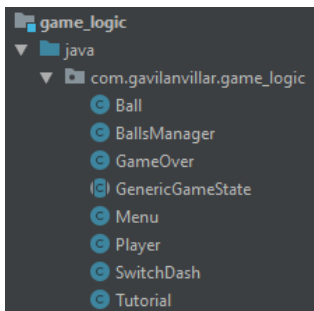 game_logic
java
com.gavilanvillar.game_logic
C Ball
C BallsManager
C GameOver
C GenericGameState
C Menu
C Player
C SwitchDash
C Tutorial